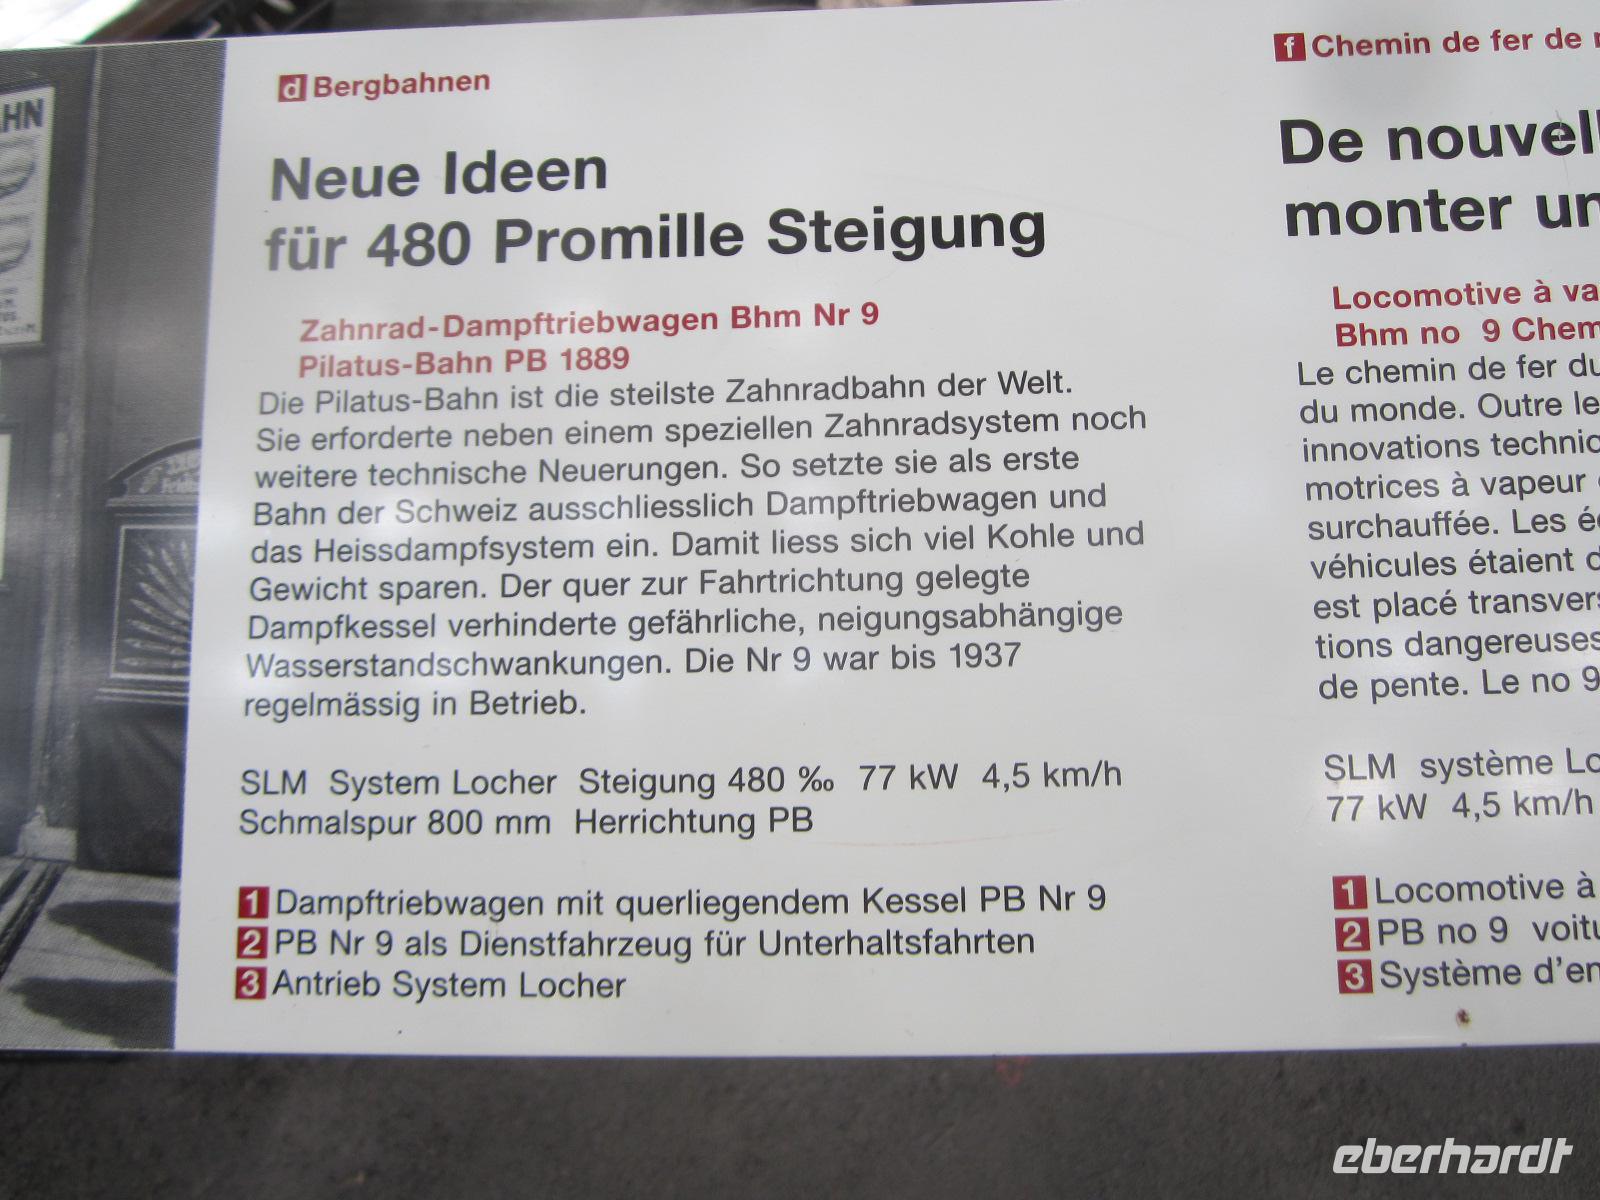 AHN
d Bergbahnen
Neue Ideen
für 480 Promille Steigung
Zahnrad-Dampftriebwagen Bhm Nr 9
Pilatus-Bahn PB 1889
Die Pilatus-Bahn ist die steilste Zahnradbahn der Welt.
Sie erforderte neben einem speziellen Zahnradsystem noch
weitere technische Neuerungen. So setzte sie als erste
Bahn der Schweiz ausschliesslich Dampftriebwagen und
das Heissdampfsystem ein. Damit liess sich viel Kohle und
Gewicht sparen. Der quer zur Fahrtrichtung gelegte
Dampfkessel verhinderte gefährliche, neigungsabhängige
Wasserstandschwankungen. Die Nr 9 war bis 1937
regelmässig in Betrieb.
SLM System Locher Steigung 480 ‰ 77 kW 4,5 km/h
Schmalspur 800 mm Herrichtung PB
1 Dampftriebwagen mit querliegendem Kessel PB Nr 9
2 PB Nr 9 als Dienstfahrzeug für Unterhaltsfahrten
3 Antrieb System Locher
f Chemin de fer de
De nouvell
monter un
Locomotive à va
Bhm no 9 Chem
Le chemin de fer du
du monde. Outre le
innovations technic
motrices à vapeur
surchauffée. Les
véhicules étaient d
est placé transvers
tions dangereuses
de pente. Le no 9
SLM système Lo
77 kW 4,5 km/h
1 Locomotive à
2 PB no 9 voitu
3 Système d'en
eberhardt